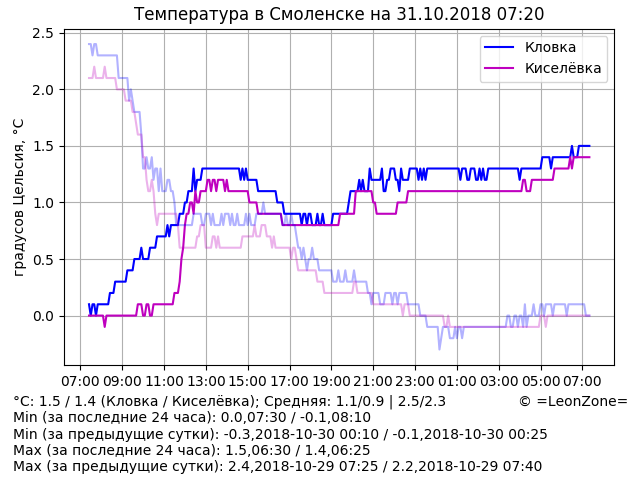 Температура в Смоленске на 31.10.2018 07:20
Кловка
Киселёвка
градусов Цельсия, °C
2.5
2.0
1.5
1.0
0.5
0.0
07:00 09:00 11:00 13:00 15:00 17:00 19:00 21:00 23:00 01:00 03:00 05:00 07:00
°C: 1.5 / 1.4 (Кловка / Киселёвка); Средняя: 1.1/0.9 | 2.5/2.3 © =LeonZone=
Min (за последние 24 часа): 0.0,07:30 / -0.1,08:10
Min (за предыдущие сутки): -0.3,2018-10-30 00:10 / -0.1,2018-10-30 00:25
Max (за последние 24 часа): 1.5,06:30 / 1.4,06:25
Max (за предыдущие сутки): 2.4,2018-10-29 07:25 / 2.2,2018-10-29 07:40